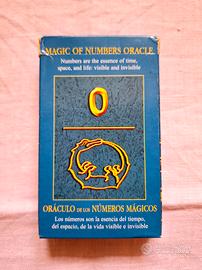 MAGIC OF NUMBERS ORACLE
Numbers are the essence of time,
space, and life: visible and invisible
0
ORÁCULO DE LOS NÚMEROS MÁGICOS
Los números son la esencia del tiempo,
del espacio, de la vida visible e invisible
subito